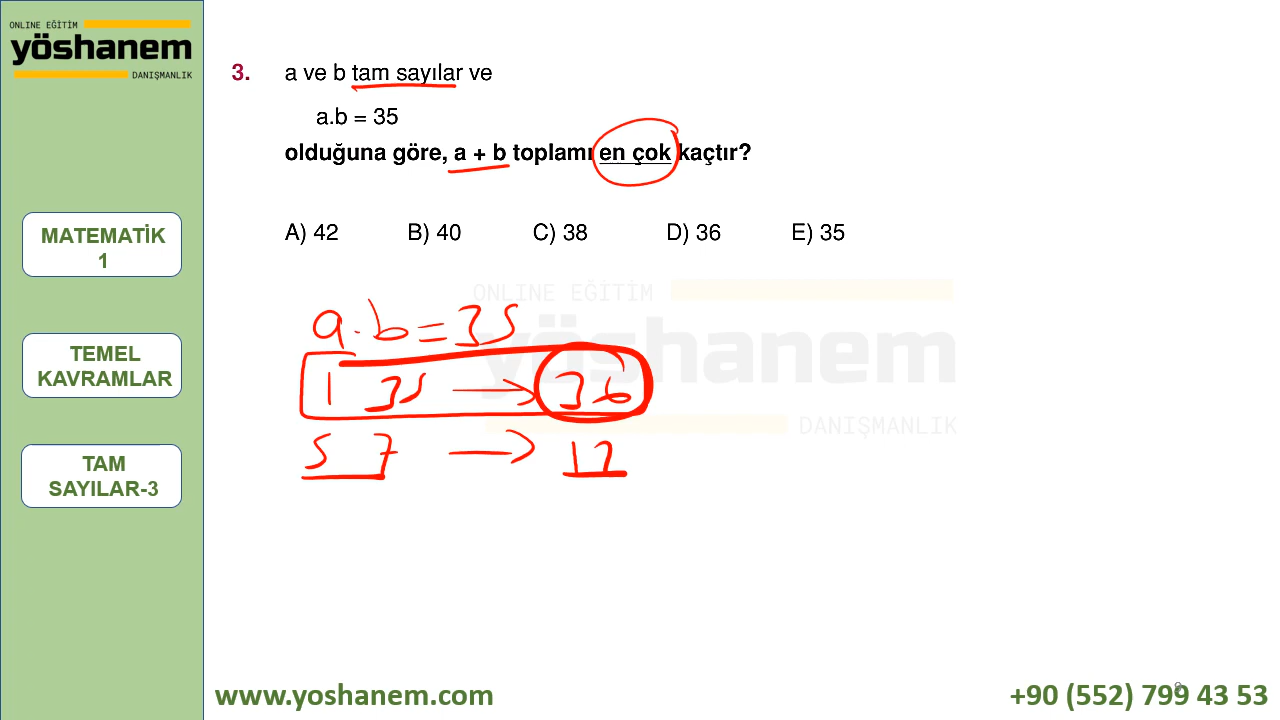 ONLINE EĞİTİM
yöshanem
DANIŞMANLIK
MATEMATİK
1
TEMEL
KAVRAMLAR
TAM
SAYILAR-3
3. a ve b tam sayılar ve
a.b = 35
olduğuna göre, a + b toplamı en çok kaçtır?
A) 42 B) 40 C) 38 D) 36 E) 35
ONLINE EĞİTİM
yöshanem
DANIŞMANLIK
a.b=35
1 35 → 36
5 7 → 12
www.yoshanem.com
+90 (552) 799 43 53